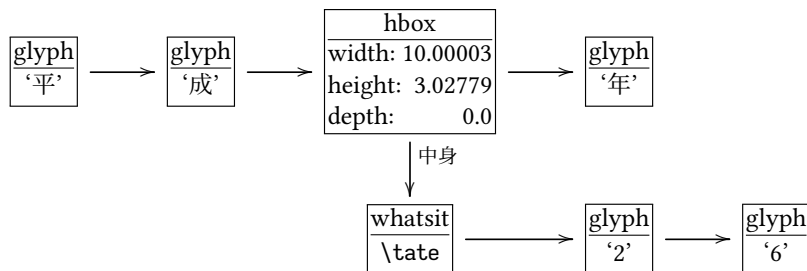 glyph
‘平’
glyph
‘成’
hbox
width: 10.00003
height: 3.02779
depth: 0.0
glyph
‘年’
中身
whatsit
\tate
glyph
‘2’
glyph
‘6’